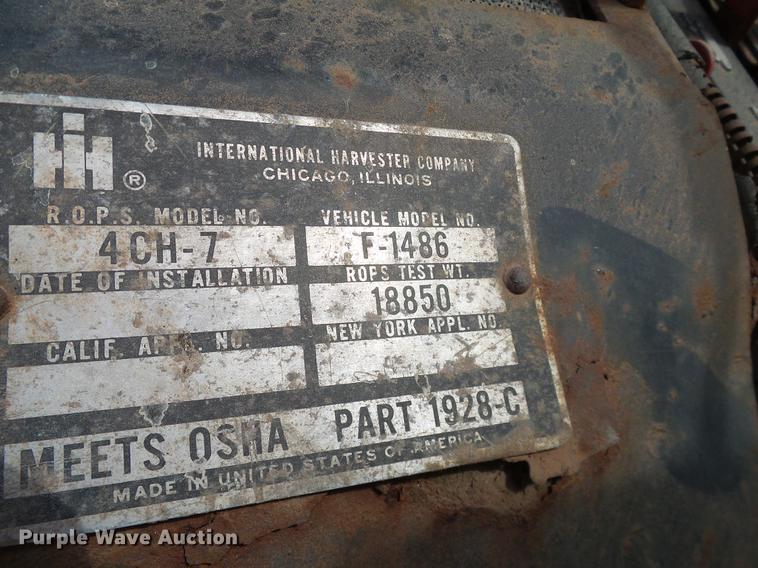 IH ®
INTERNATIONAL HARVESTER COMPANY
CHICAGO, ILLINOIS
R.O.P.S. MODEL NO. VEHICLE MODEL NO.
4CH-7 F-1486
DATE OF INSTALLATION ROPS TEST WT.
18850
CALIF. APPL. NO. NEW YORK APPL. NO.
MEETS OSHA PART 1928-C
MADE IN UNITED STATES OF AMERICA
Purple Wave Auction